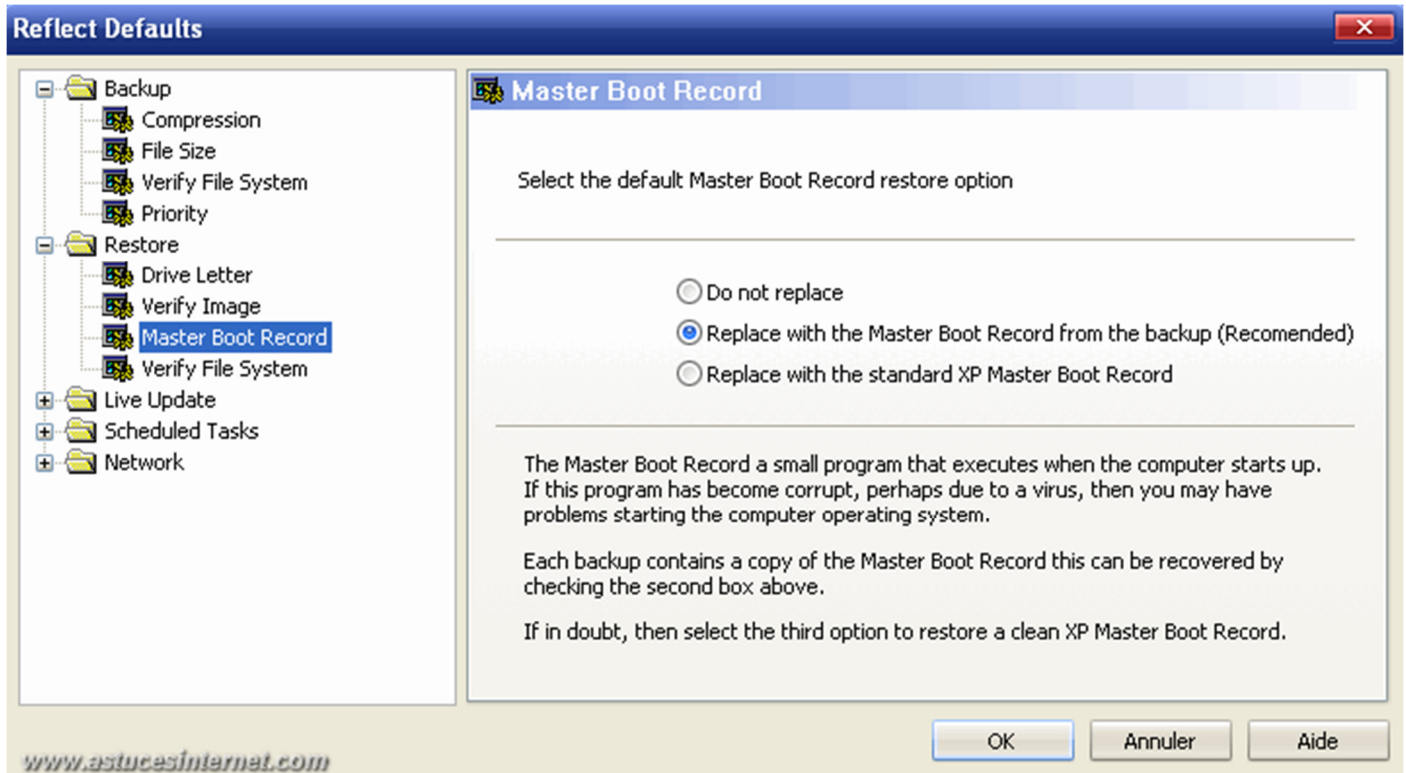 Reflect Defaults
Backup
Compression
File Size
Verify File System
Priority
Restore
Drive Letter
Verify Image
Master Boot Record
Verify File System
Live Update
Scheduled Tasks
Network
Master Boot Record
Select the default Master Boot Record restore option
Do not replace
Replace with the Master Boot Record from the backup (Recomended)
Replace with the standard XP Master Boot Record
The Master Boot Record a small program that executes when the computer starts up.
If this program has become corrupt, perhaps due to a virus, then you may have
problems starting the computer operating system.
Each backup contains a copy of the Master Boot Record this can be recovered by
checking the second box above.
If in doubt, then select the third option to restore a clean XP Master Boot Record.
OK
Annuler
Aide
www.astucesinternet.com